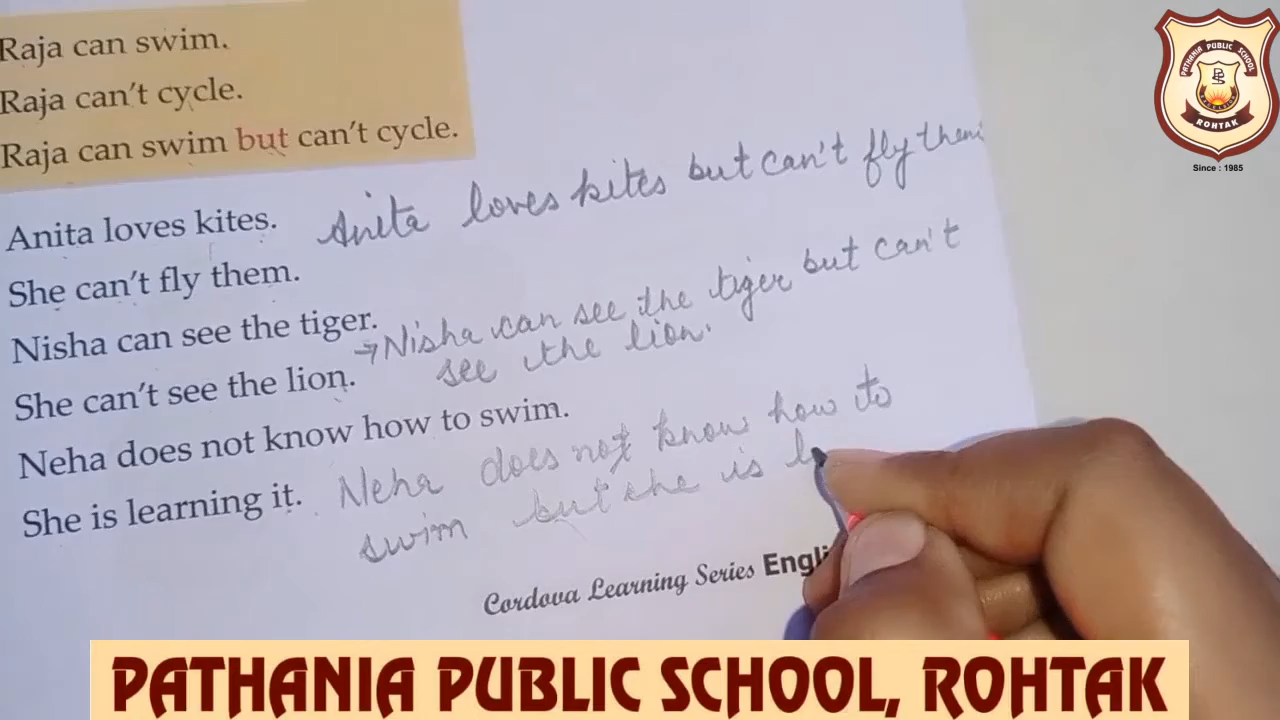 Raja can swim.
Raja can't cycle.
Raja can swim but can't cycle.
Anita loves kites.
Anita loves kites but can't fly them
She can't fly them.
Nisha can see the tiger.
→ Nisha can see the tiger but can't
see the lion.
She can't see the lion.
Neha does not know how to swim.
Neha does not know how to
swim but she is
She is learning it.
Cordova Learning Series Engli
PATHANIA PUBLIC SCHOOL
PS
ROHTAK
Since : 1985
PATHANIA PUBLIC SCHOOL, ROHTAK